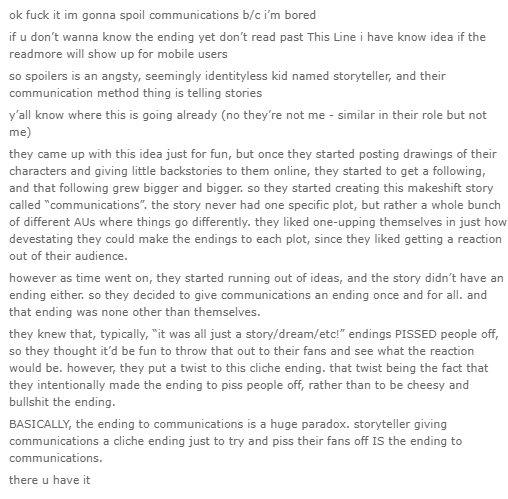 ok fuck it im gonna spoil communications b/c i'm bored
if u don't wanna know the ending yet don't read past This Line i have know idea if the
readmore will show up for mobile users
so spoilers is an angsty, seemingly identityless kid named storyteller, and their
communication method thing is telling stories
y'all know where this is going already (no they're not me - similar in their role but not
me)
they came up with this idea just for fun, but once they started posting drawings of their
characters and giving little backstories to them online, they started to get a following,
and that following grew bigger and bigger. so they started creating this makeshift story
called "communications". the story never had one specific plot, but rather a whole bunch
of different AUs where things go differently. they liked one-upping themselves in just how
devestating they could make the endings to each plot, since they liked getting a reaction
out of their audience.
however as time went on, they started running out of ideas, and the story didn't have an
ending either. so they decided to give communications an ending once and for all. and
that ending was none other than themselves.
they knew that, typically, "it was all just a story/dream/etc!" endings PISSED people off,
so they thought it'd be fun to throw that out to their fans and see what the reaction
would be. however, they put a twist to this cliche ending. that twist being the fact that
they intentionally made the ending to piss people off, rather than to be cheesy and
bullshit the ending.
BASICALLY, the ending to communications is a huge paradox. storyteller giving
communications a cliche ending just to try and piss their fans off IS the ending to
communications.
there u have it